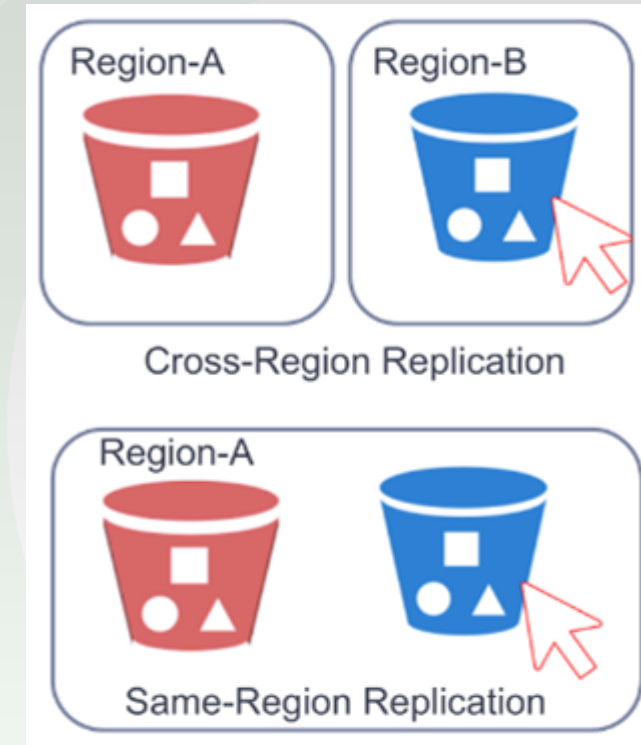 Region-A
Region-B
Cross-Region Replication
Region-A
Same-Region Replication